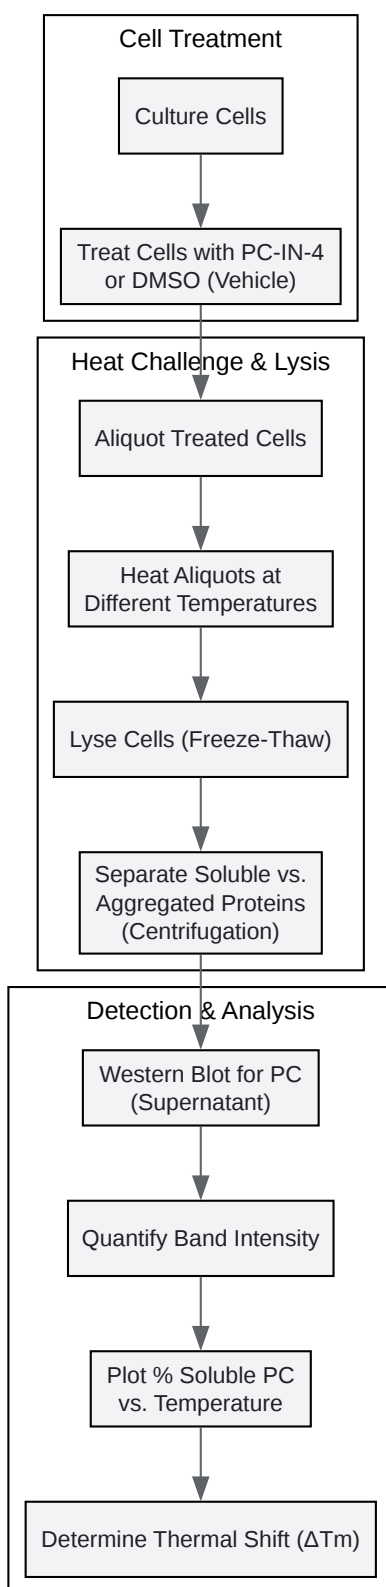 Cell Treatment
Culture Cells
Treat Cells with PC-IN-4
or DMSO (Vehicle)
Heat Challenge & Lysis
Aliquot Treated Cells
Heat Aliquots at
Different Temperatures
Lyse Cells (Freeze-Thaw)
Separate Soluble vs.
Aggregated Proteins
(Centrifugation)
Detection & Analysis
Western Blot for PC
(Supernatant)
Quantify Band Intensity
Plot % Soluble PC
vs. Temperature
Determine Thermal Shift (ΔTm)